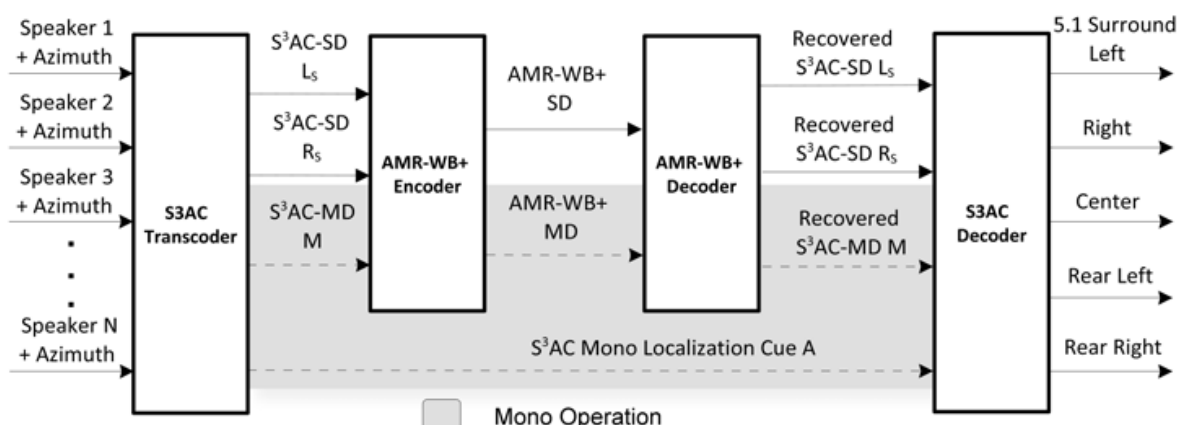 Speaker 1
+ Azimuth
Speaker 2
+ Azimuth
Speaker 3
+ Azimuth
Speaker N
+ Azimuth
S3AC
Transcoder
S³AC-SD
Lₛ
S³AC-SD
Rₛ
S³AC-MD
M
AMR-WB+
Encoder
AMR-WB+
SD
AMR-WB+
MD
AMR-WB+
Decoder
Recovered
S³AC-SD Lₛ
Recovered
S³AC-SD Rₛ
Recovered
S³AC-MD M
S³AC Mono Localization Cue A
S3AC
Decoder
5.1 Surround
Left
Right
Center
Rear Left
Rear Right
Mono Operation